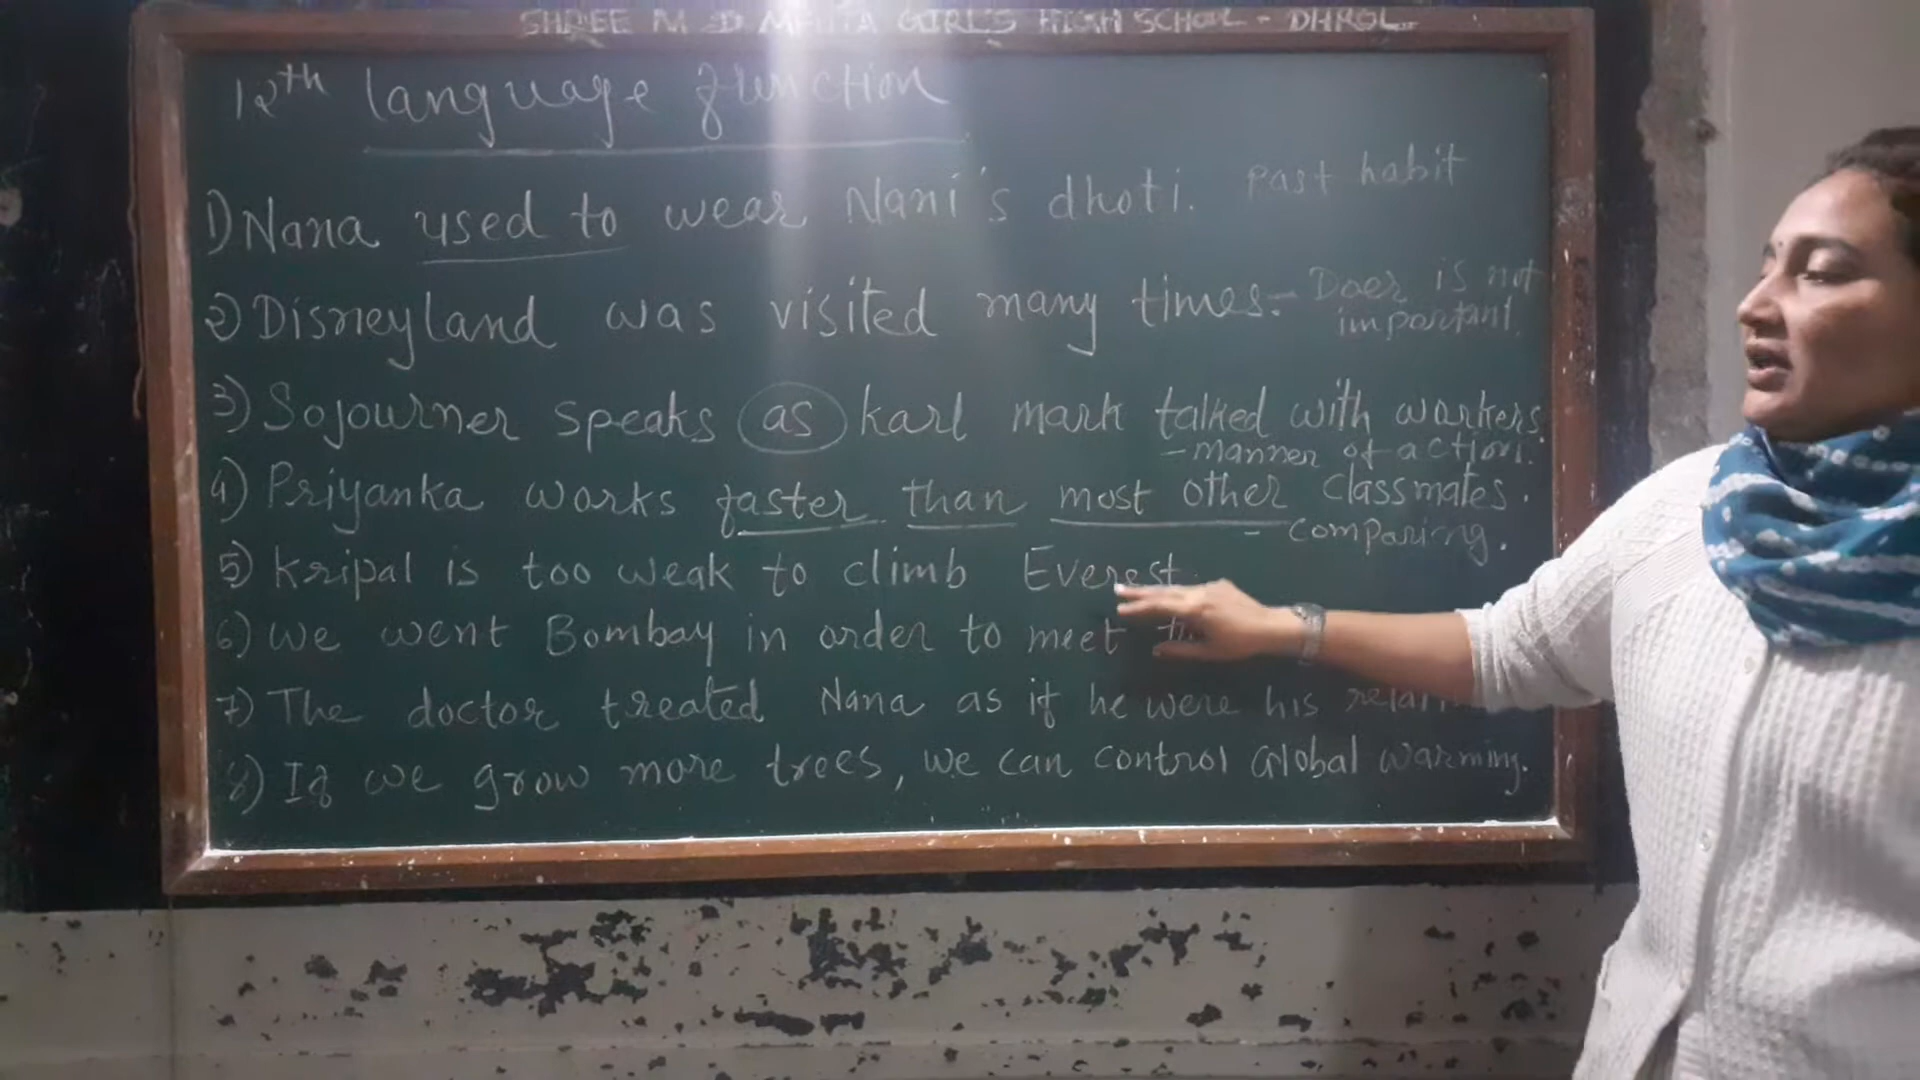 SHREE M D MEHTA GIRL'S HIGH SCHOOL - DHROL.
12th language function
1) Nana used to wear Nani's dhoti. past habit
2) Disneyland was visited many times. - Doer is not
important.
3) Sojourner speaks as karl mark talked with workers.
- manner of action.
4) Priyanka works faster than most other classmates.
- comparing.
5) Kripal is too weak to climb Everest.
6) We went Bombay in order to meet
7) The doctor treated Nana as if he were his
8) If we grow more trees, we can control Global warming.